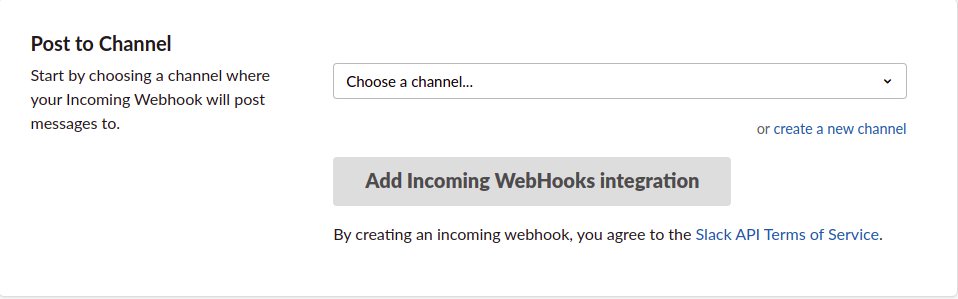 Post to Channel
Start by choosing a channel where
your Incoming Webhook will post
messages to.
Choose a channel...
or create a new channel
Add Incoming WebHooks integration
By creating an incoming webhook, you agree to the Slack API Terms of Service.